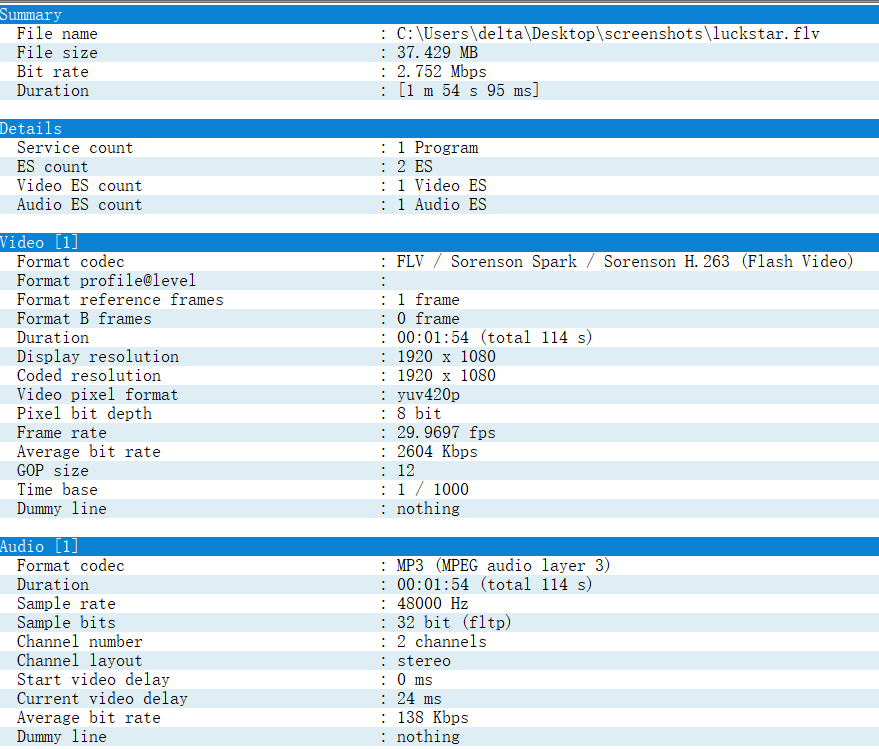 Summary
File name : C:\Users\delta\Desktop\screenshots\luckstar.flv
File size : 37.429 MB
Bit rate : 2.752 Mbps
Duration : [1 m 54 s 95 ms]
Details
Service count : 1 Program
ES count : 2 ES
Video ES count : 1 Video ES
Audio ES count : 1 Audio ES
Video [1]
Format codec : FLV / Sorenson Spark / Sorenson H.263 (Flash Video)
Format profile@level :
Format reference frames : 1 frame
Format B frames : 0 frame
Duration : 00:01:54 (total 114 s)
Display resolution : 1920 x 1080
Coded resolution : 1920 x 1080
Video pixel format : yuv420p
Pixel bit depth : 8 bit
Frame rate : 29.9697 fps
Average bit rate : 2604 Kbps
GOP size : 12
Time base : 1 / 1000
Dummy line : nothing
Audio [1]
Format codec : MP3 (MPEG audio layer 3)
Duration : 00:01:54 (total 114 s)
Sample rate : 48000 Hz
Sample bits : 32 bit (fltp)
Channel number : 2 channels
Channel layout : stereo
Start video delay : 0 ms
Current video delay : 24 ms
Average bit rate : 138 Kbps
Dummy line : nothing